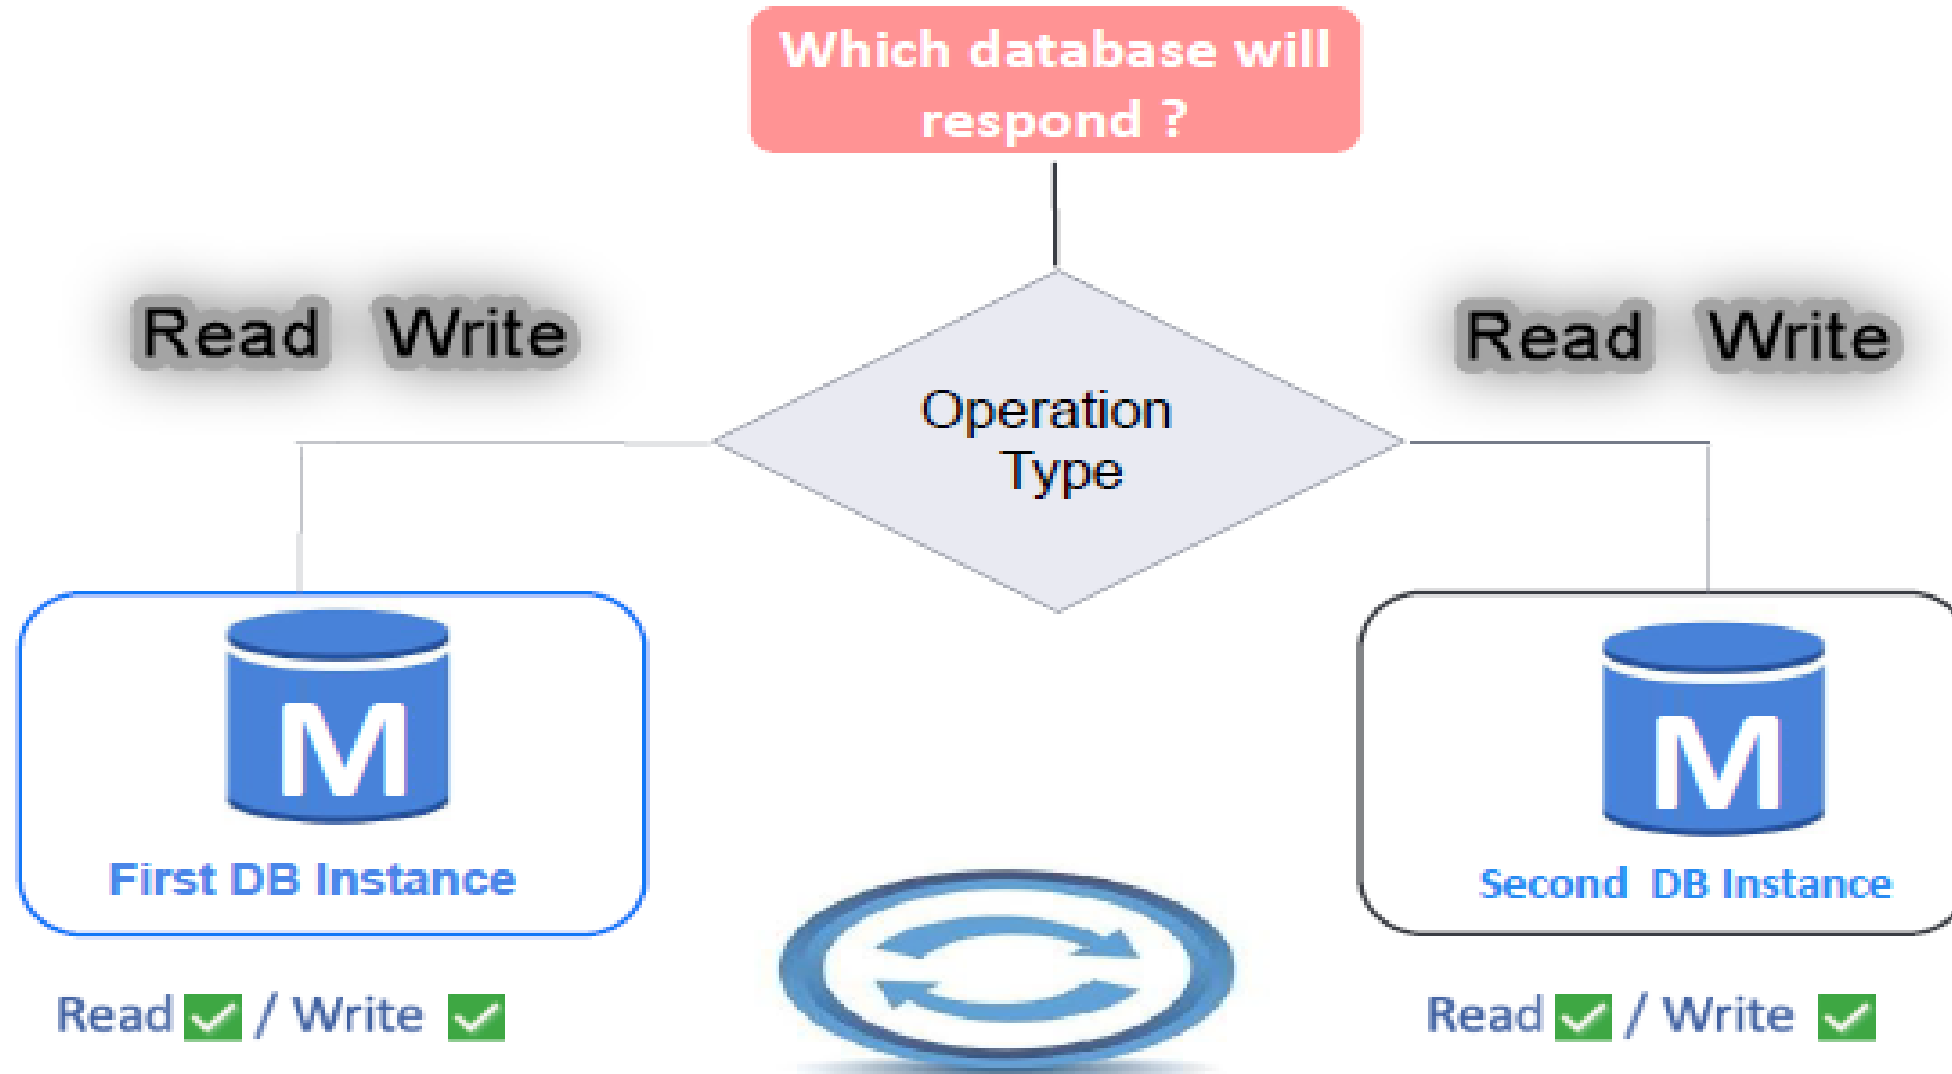 Which database will
respond ?
Read Write
Read Write
Operation
Type
M
First DB Instance
M
Second DB Instance
Read ✅ / Write ✅
Read ✅ / Write ✅